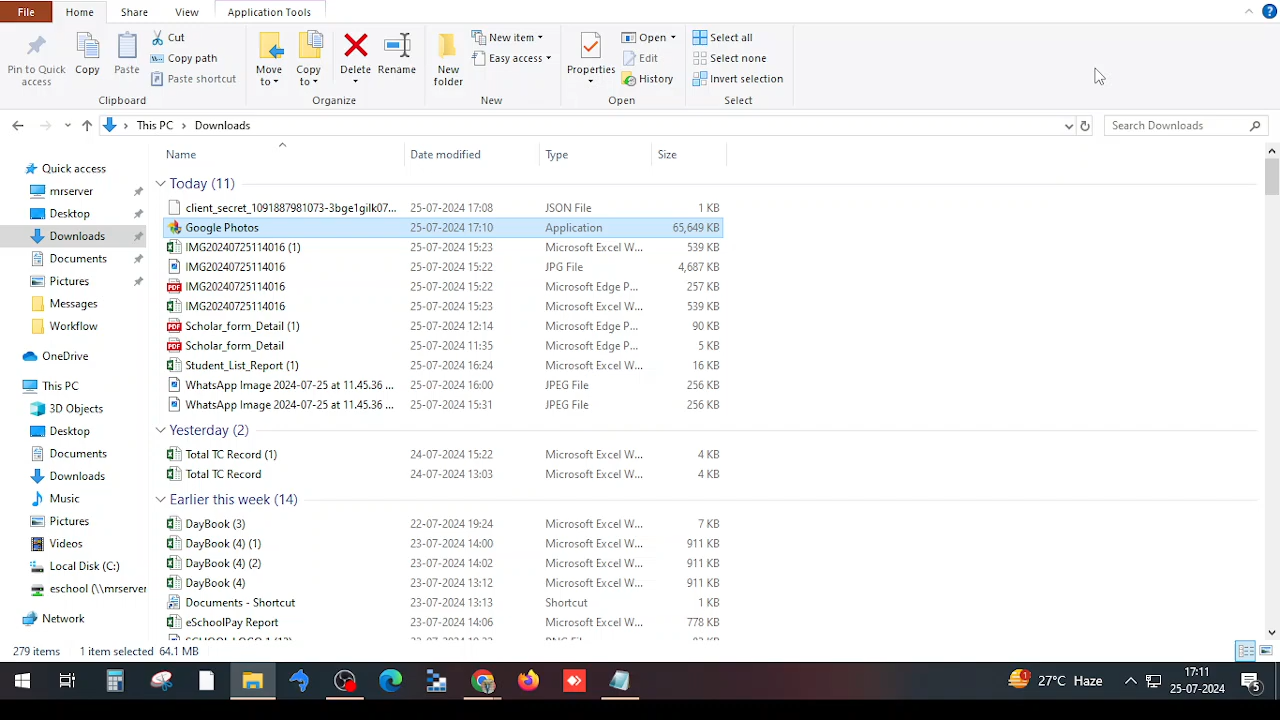 File Home Share View Application Tools
Pin to Quick access Copy Paste Cut Copy path Paste shortcut
Move to Copy to Delete Rename New folder New item Easy access
Properties Open Edit History Select all Select none Invert selection
Clipboard Organize New Open Select
This PC Downloads Search Downloads
Name Date modified Type Size
Quick access
mrserver
Desktop
Downloads
Documents
Pictures
Messages
Workflow
OneDrive
This PC
3D Objects
Desktop
Documents
Downloads
Music
Pictures
Videos
Local Disk (C:)
eschool (\\mrserver
Network
Today (11)
client_secret_1091887981073-3bge1gilk07... 25-07-2024 17:08 JSON File 1 KB
Google Photos 25-07-2024 17:10 Application 65,649 KB
IMG20240725114016 (1) 25-07-2024 15:23 Microsoft Excel W... 539 KB
IMG20240725114016 25-07-2024 15:22 JPG File 4,687 KB
IMG20240725114016 25-07-2024 15:22 Microsoft Edge P... 257 KB
IMG20240725114016 25-07-2024 15:23 Microsoft Excel W... 539 KB
Scholar_form_Detail (1) 25-07-2024 12:14 Microsoft Edge P... 90 KB
Scholar_form_Detail 25-07-2024 11:35 Microsoft Edge P... 5 KB
Student_List_Report (1) 25-07-2024 16:24 Microsoft Excel W... 16 KB
WhatsApp Image 2024-07-25 at 11.45.36 ... 25-07-2024 16:00 JPEG File 256 KB
WhatsApp Image 2024-07-25 at 11.45.36 ... 25-07-2024 15:31 JPEG File 256 KB
Yesterday (2)
Total TC Record (1) 24-07-2024 15:22 Microsoft Excel W... 4 KB
Total TC Record 24-07-2024 13:03 Microsoft Excel W... 4 KB
Earlier this week (14)
DayBook (3) 22-07-2024 19:24 Microsoft Excel W... 7 KB
DayBook (4) (1) 23-07-2024 14:00 Microsoft Excel W... 911 KB
DayBook (4) (2) 23-07-2024 14:02 Microsoft Excel W... 911 KB
DayBook (4) 23-07-2024 13:12 Microsoft Excel W... 911 KB
Documents - Shortcut 23-07-2024 13:13 Shortcut 1 KB
eSchoolPay Report 23-07-2024 14:06 Microsoft Excel W... 778 KB
279 items 1 item selected 64.1 MB
27°C Haze
17:11
25-07-2024
5